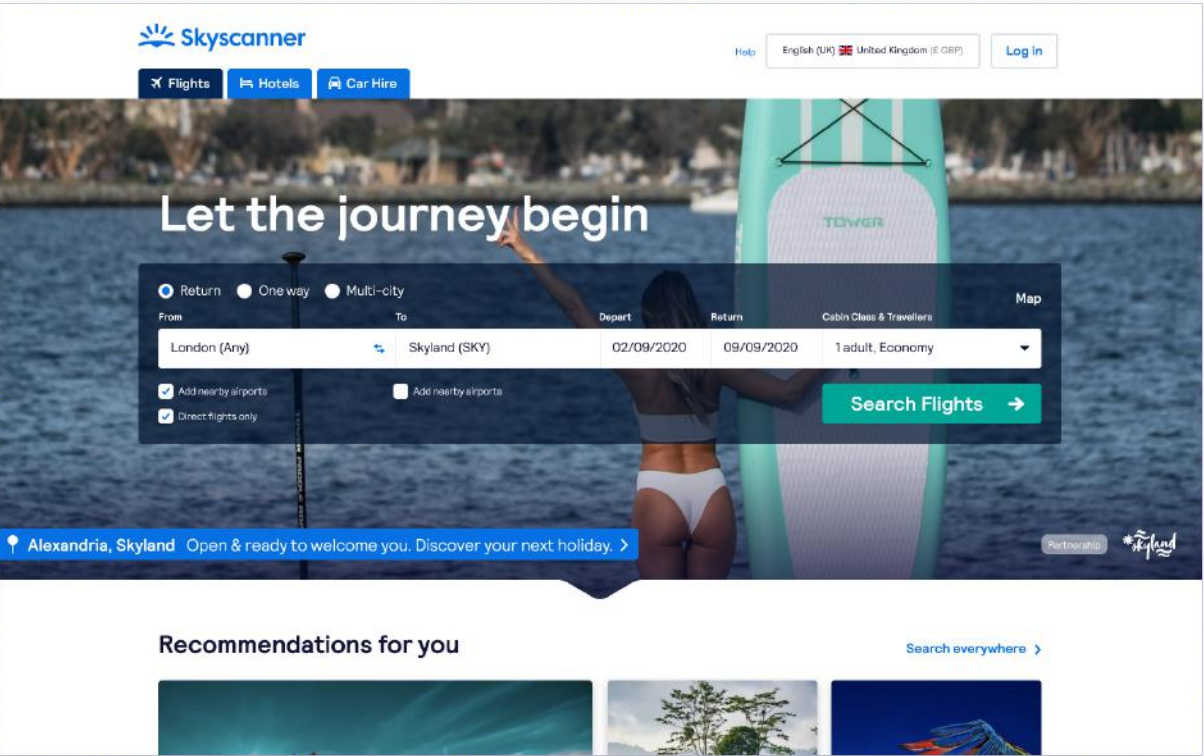 Skyscanner
Help English (UK) United Kingdom (£ GBP) Log in
Flights Hotels Car Hire
Let the journey begin
TOWER
Return One way Multi-city
Map
From To Depart Return Cabin Class & Travellers
London (Any) Skyland (SKY) 02/09/2020 09/09/2020 1 adult, Economy
Add nearby airports Add nearby airports
Direct flights only
Search Flights
Alexandria, Skyland Open & ready to welcome you. Discover your next holiday.
Partnership skyland
Recommendations for you
Search everywhere